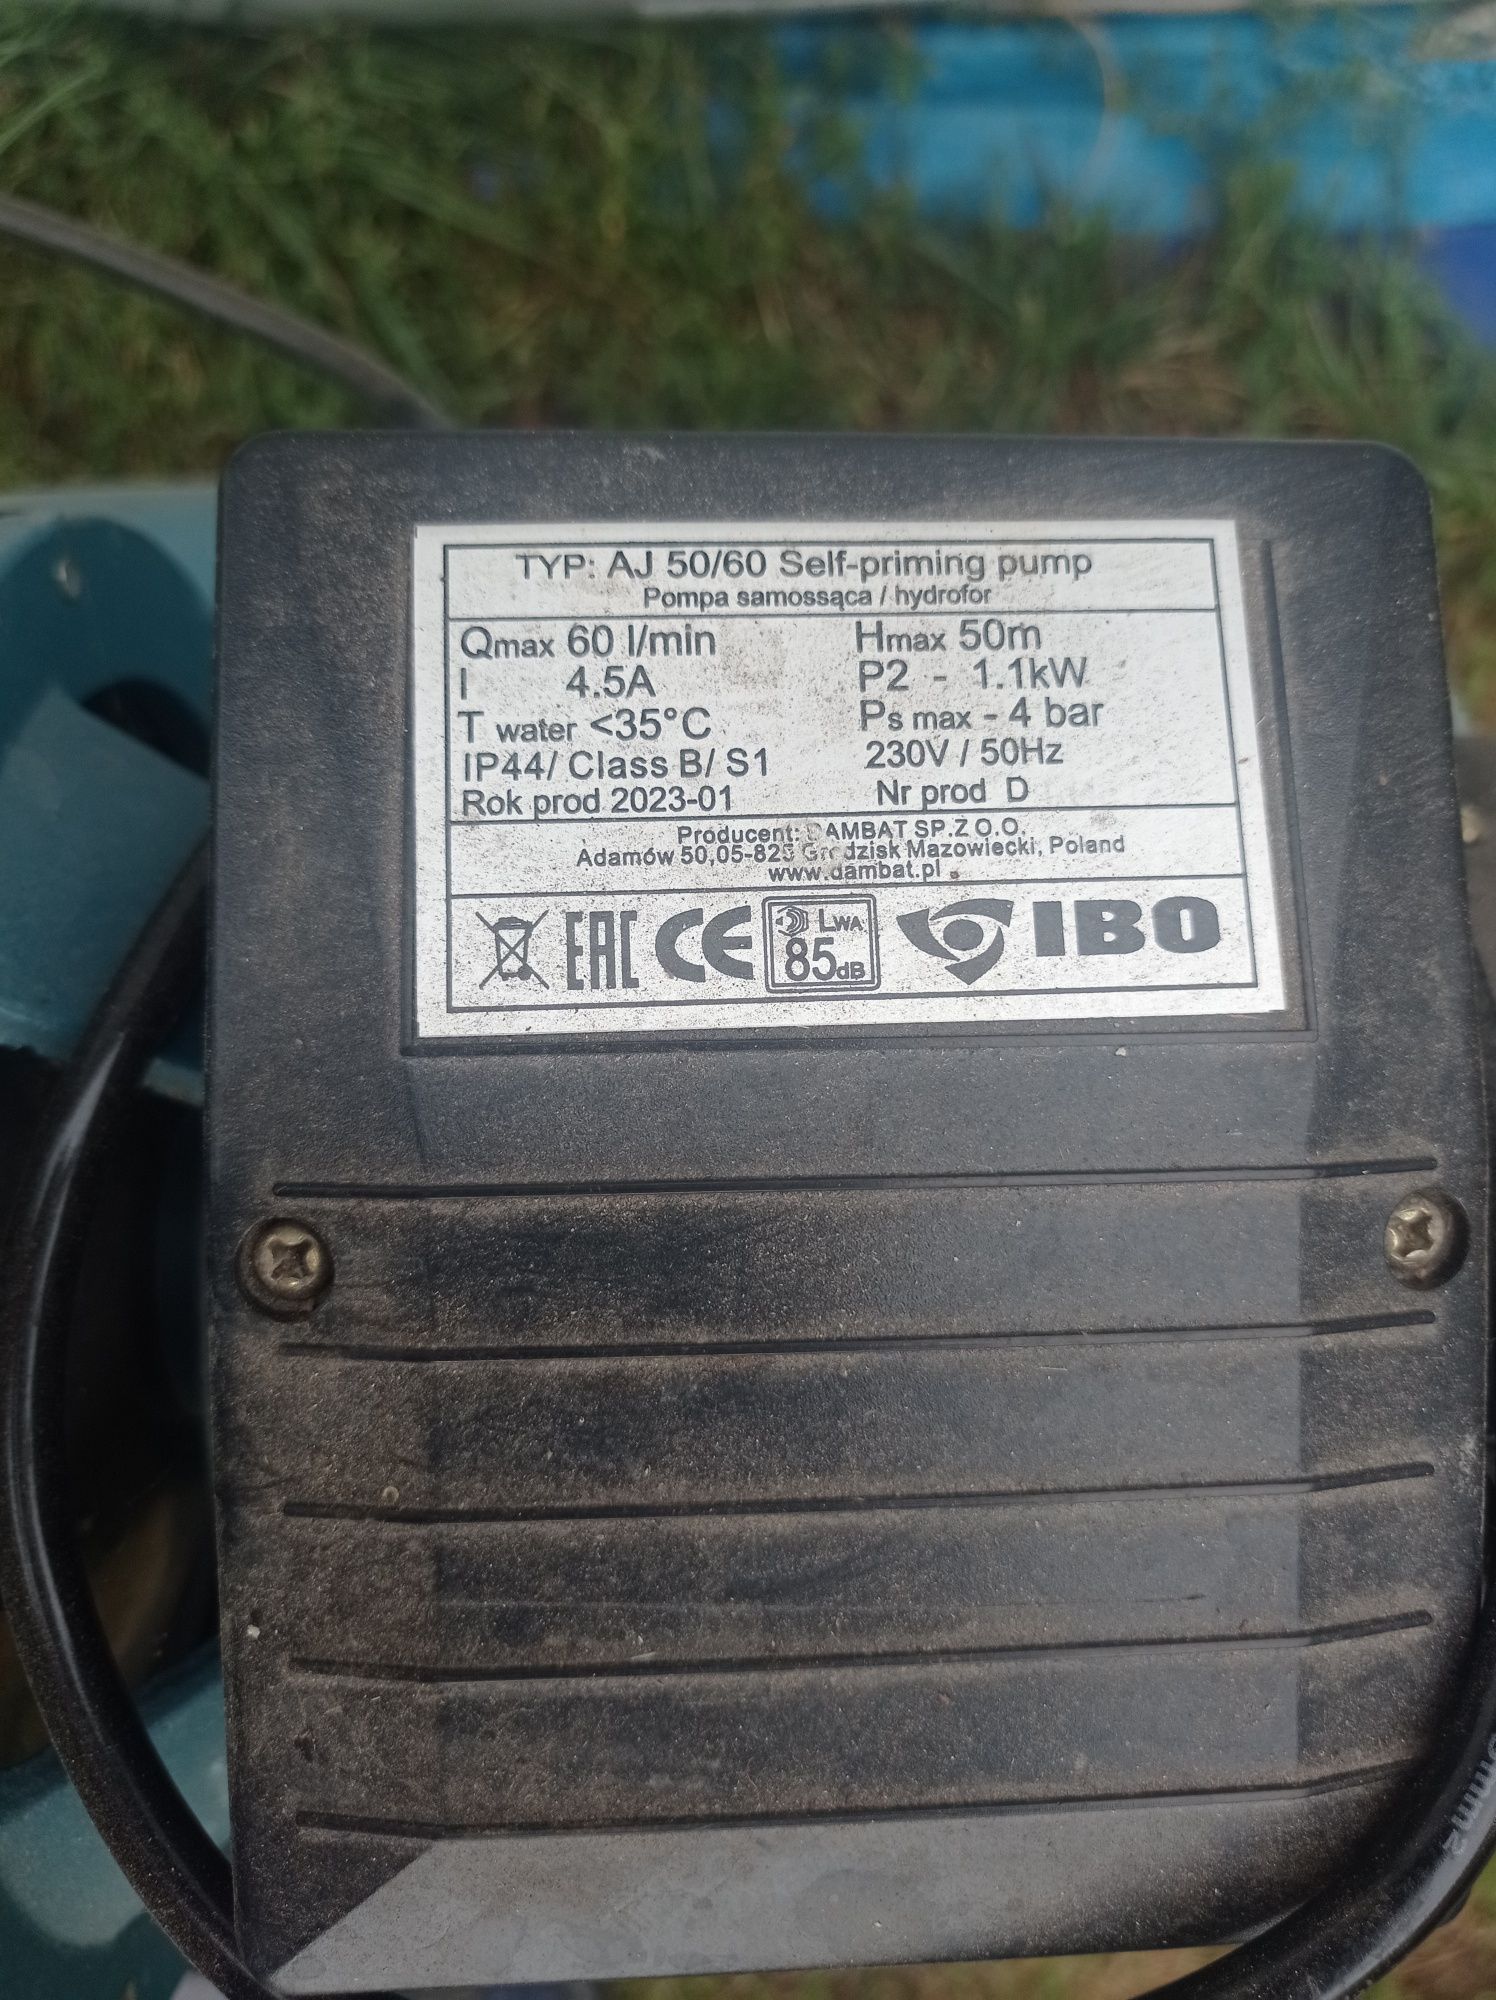 TYP: AJ 50/60 Self-priming pump
Pompa samossąca / hydrofor
Qmax 60 l/min Hmax 50m
I 4.5A P2 - 1.1kW
T water <35°C Ps max - 4 bar
IP44/ Class B/ S1 230V / 50Hz
Rok prod 2023-01 Nr prod D
Producent: DAMBAT SP.Z O.O.
Adamów 50,05-825 Grodzisk Mazowiecki, Poland
www.dambat.pl
EAC CE LWA 85dB IBO